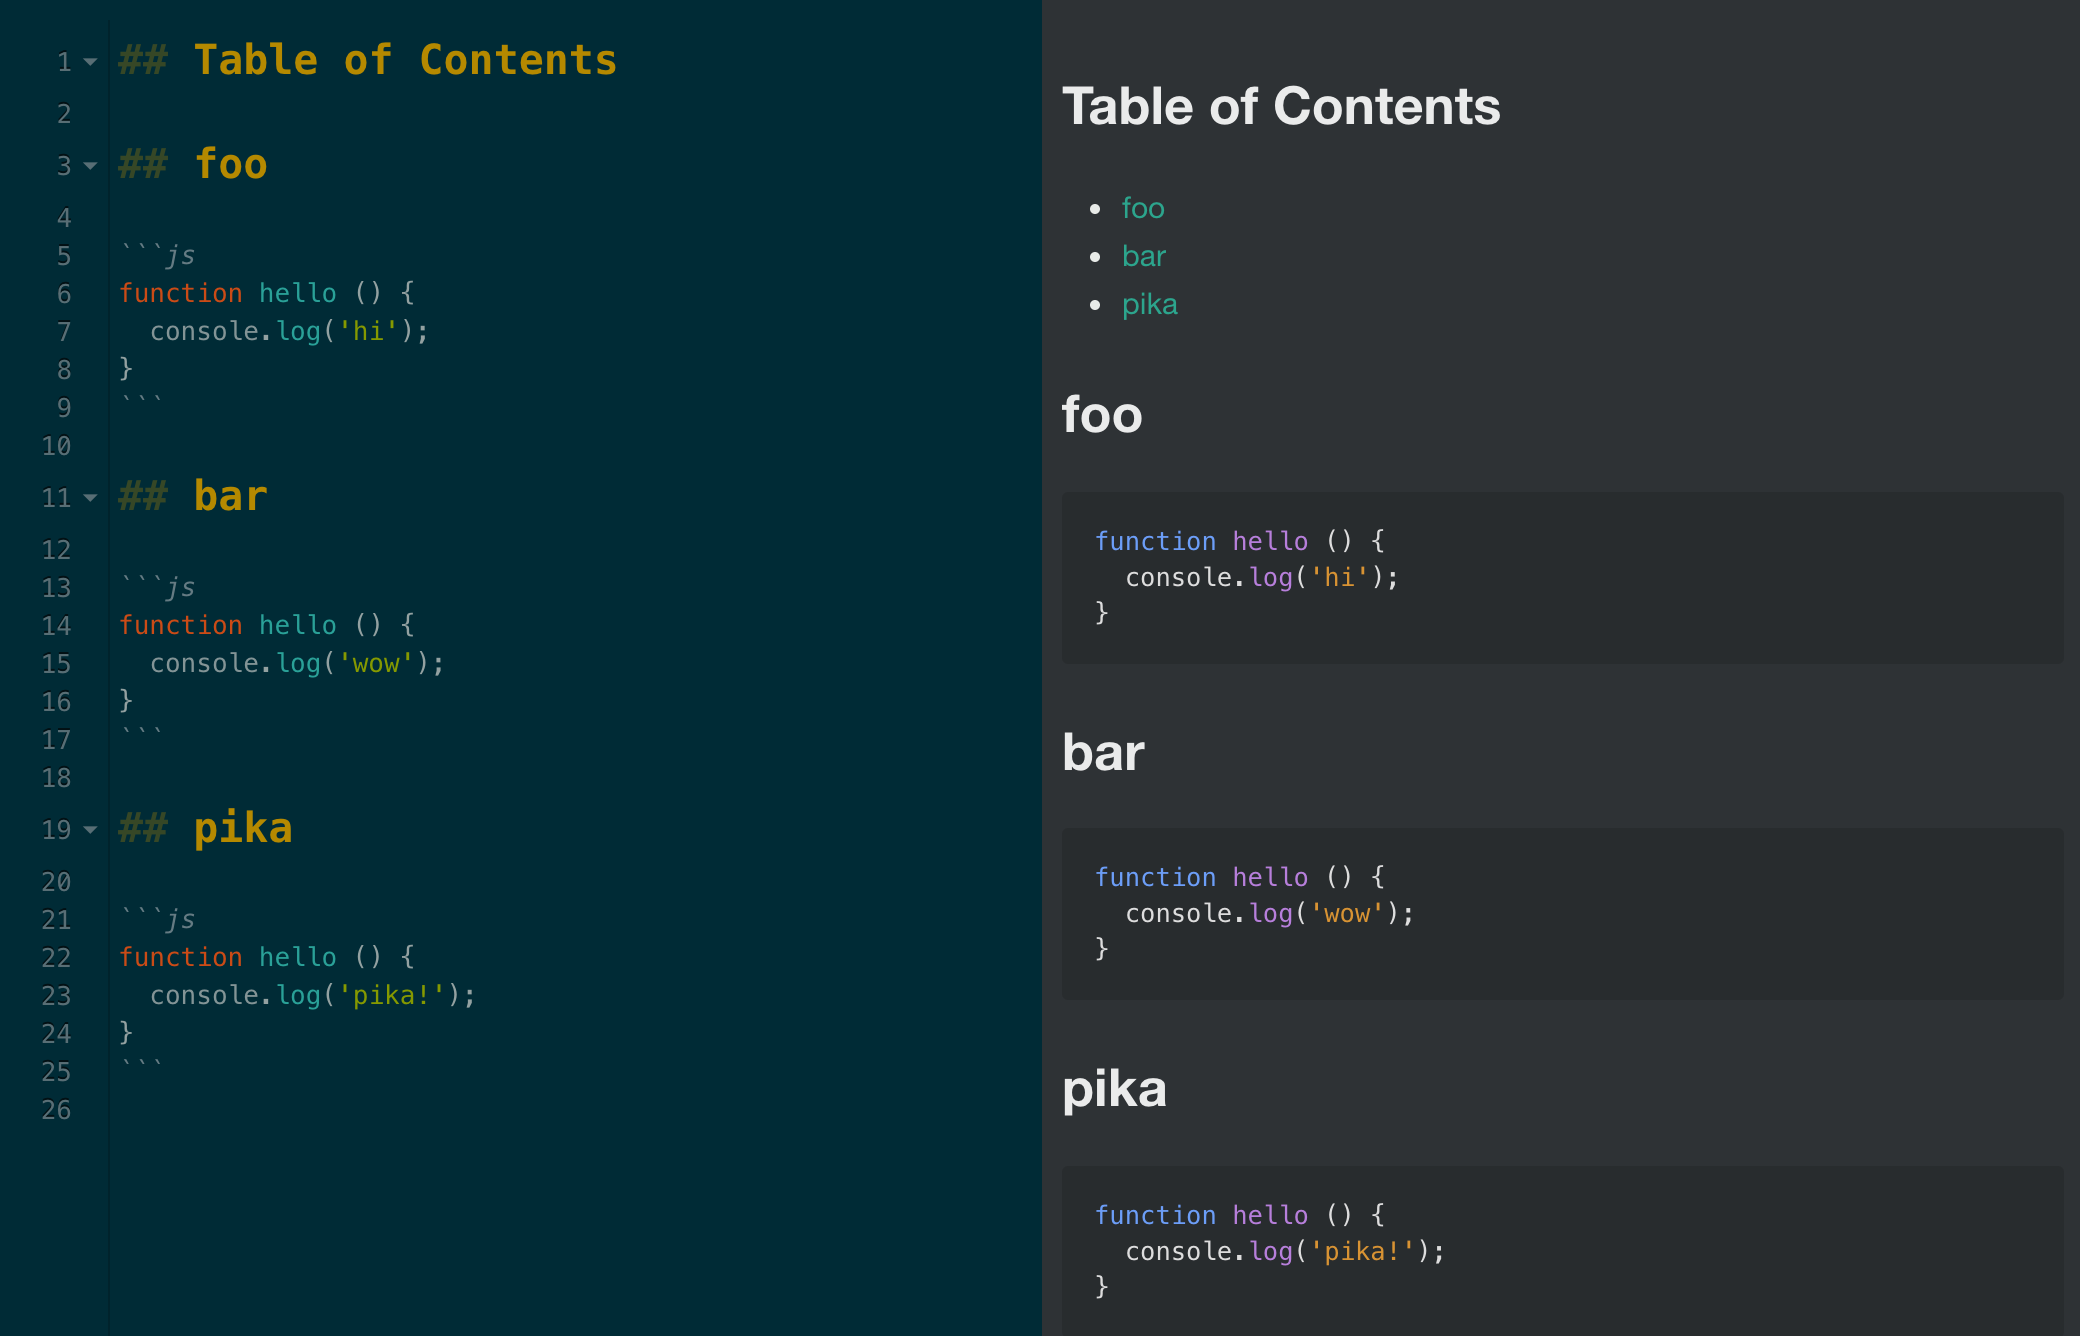 1 ## Table of Contents
2
3 ## foo
4
5 ```js
6 function hello () {
7   console.log('hi');
8 }
9 ```
10
11 ## bar
12
13 ```js
14 function hello () {
15   console.log('wow');
16 }
17 ```
18
19 ## pika
20
21 ```js
22 function hello () {
23   console.log('pika!');
24 }
25 ```
26
Table of Contents
• foo
• bar
• pika
foo
function hello () {
  console.log('hi');
}
bar
function hello () {
  console.log('wow');
}
pika
function hello () {
  console.log('pika!');
}